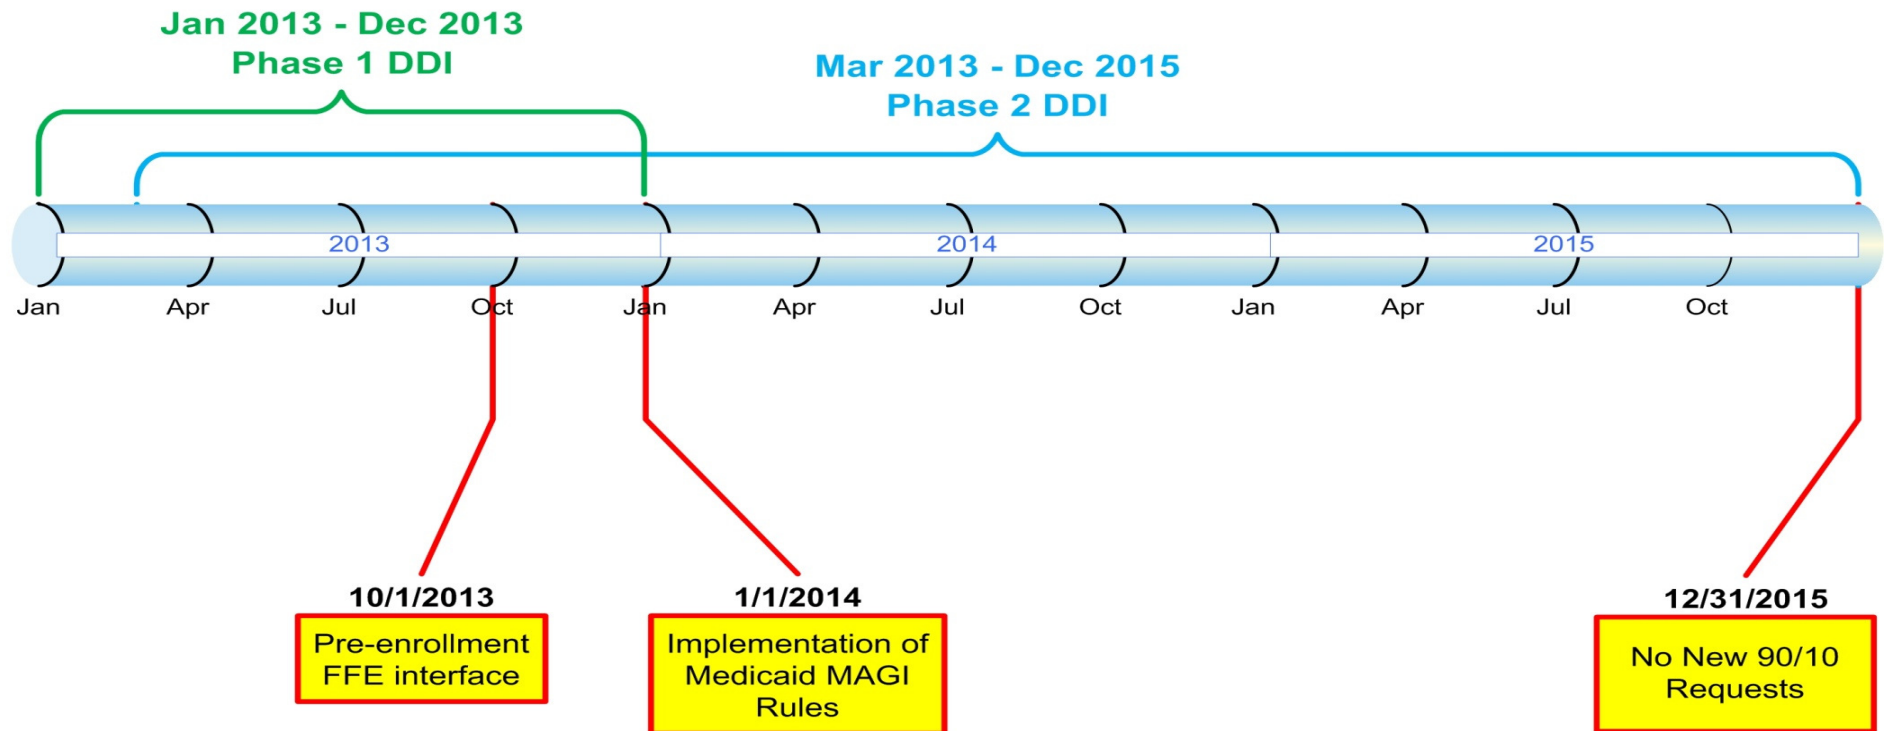 Jan 2013 - Dec 2013
Phase 1 DDI
Mar 2013 - Dec 2015
Phase 2 DDI
2013 2014 2015
Jan Apr Jul Oct Jan Apr Jul Oct Jan Apr Jul Oct
10/1/2013
Pre-enrollment
FFE interface
1/1/2014
Implementation of
Medicaid MAGI
Rules
12/31/2015
No New 90/10
Requests